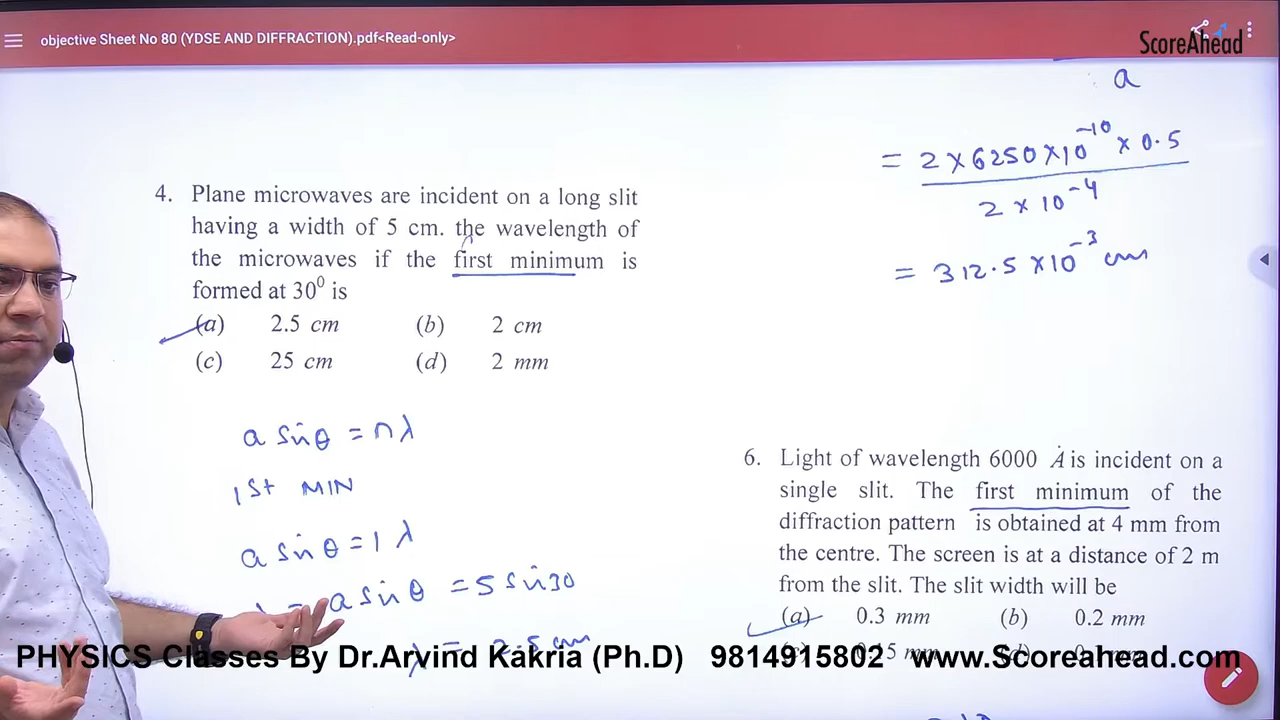 objective Sheet No 80 (YDSE AND DIFFRACTION).pdf<Read-only>
ScoreAhead
a
= 2 × 6250 × 10⁻¹⁰ × 0.5
2 × 10⁻⁴
= 312.5 × 10⁻³ cm
4. Plane microwaves are incident on a long slit
having a width of 5 cm. the wavelength of
the microwaves if the first minimum is
formed at 30⁰ is
(a) 2.5 cm (b) 2 cm
(c) 25 cm (d) 2 mm
a sinθ = nλ
1st MIN
a sinθ = 1 λ
a sinθ = 5 sin30
λ = 2.5 cm
6. Light of wavelength 6000 Å is incident on a
single slit. The first minimum of the
diffraction pattern is obtained at 4 mm from
the centre. The screen is at a distance of 2 m
from the slit. The slit width will be
(a) 0.3 mm (b) 0.2 mm
PHYSICS Classes By Dr.Arvind Kakria (Ph.D) 9814915802 www.Scoreahead.com